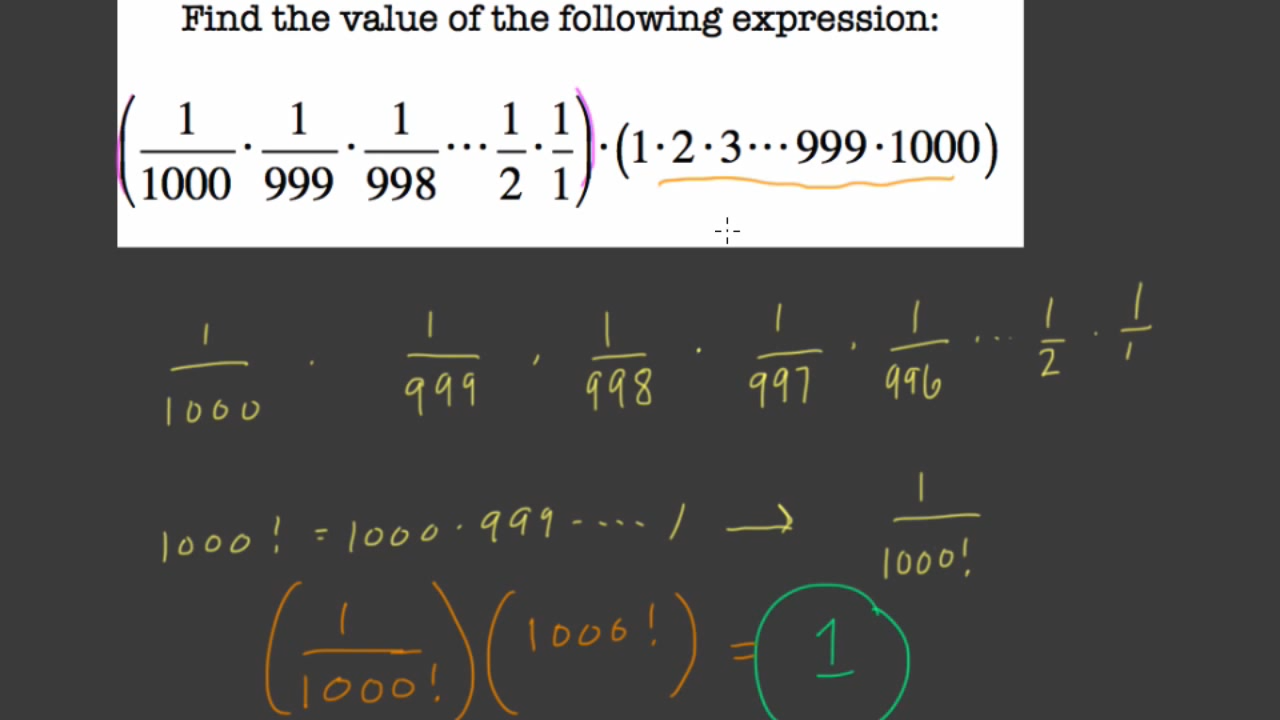 Find the value of the following expression:
(1/1000 · 1/999 · 1/998 ··· 1/2 · 1/1) · (1·2·3···999·1000)
1/1000 · 1/999 · 1/998 · 1/997 · 1/996 ... 1/2 · 1/1
1000! = 1000 · 999 ····· 1 → 1/1000!
(1/1000!)(1000!) = 1